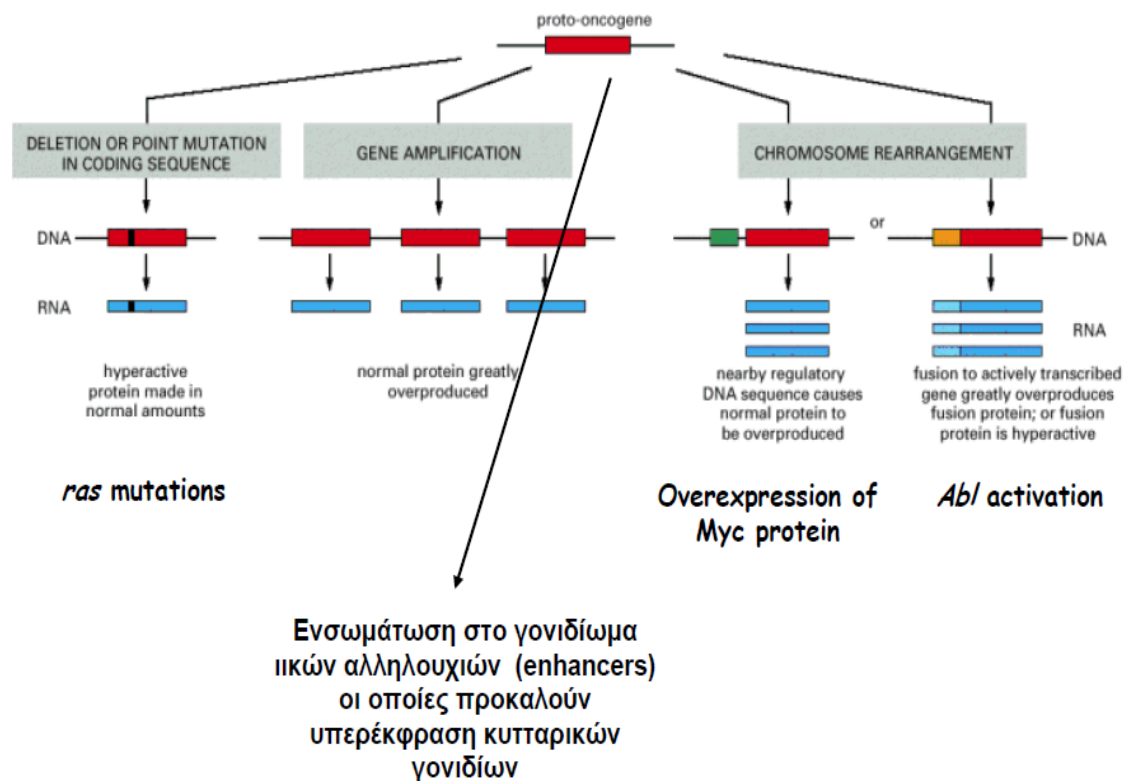 proto-oncogene
DELETION OR POINT MUTATION
IN CODING SEQUENCE
GENE AMPLIFICATION
CHROMOSOME REARRANGEMENT
DNA
or
DNA
RNA
RNA
hyperactive
protein made in
normal amounts
normal protein greatly
overproduced
nearby regulatory
DNA sequence causes
normal protein to
be overproduced
fusion to actively transcribed
gene greatly overproduces
fusion protein; or fusion
protein is hyperactive
ras mutations
Overexpression of
Myc protein
Abl activation
Ενσωμάτωση στο γονιδίωμα
ιικών αλληλουχιών (enhancers)
οι οποίες προκαλούν
υπερέκφραση κυτταρικών
γονιδίων